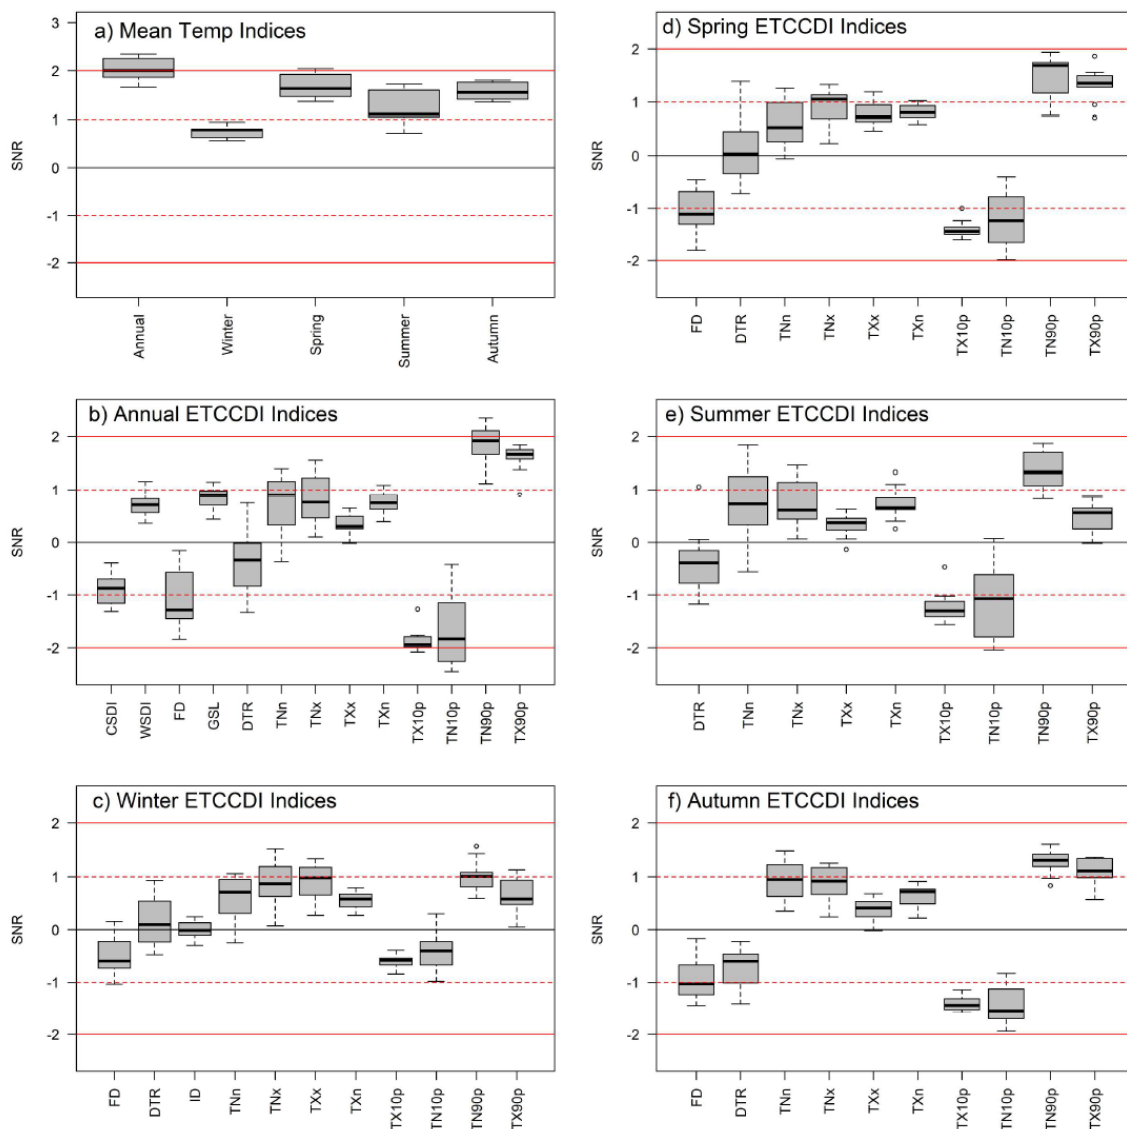 a) Mean Temp Indices
SNR
3
2
1
0
-1
-2
Annual
Winter
Spring
Summer
Autumn
b) Annual ETCCDI Indices
SNR
2
1
0
-1
-2
CSDI
WSDI
FD
GSL
DTR
TNn
TNx
TXx
TXn
TX10p
TN10p
TN90p
TX90p
c) Winter ETCCDI Indices
SNR
2
1
0
-1
-2
FD
DTR
ID
TNn
TNx
TXx
TXn
TX10p
TN10p
TN90p
TX90p
d) Spring ETCCDI Indices
SNR
2
1
0
-1
-2
FD
DTR
TNn
TNx
TXx
TXn
TX10p
TN10p
TN90p
TX90p
e) Summer ETCCDI Indices
SNR
2
1
0
-1
-2
DTR
TNn
TNx
TXx
TXn
TX10p
TN10p
TN90p
TX90p
f) Autumn ETCCDI Indices
SNR
2
1
0
-1
-2
FD
DTR
TNn
TNx
TXx
TXn
TX10p
TN10p
TN90p
TX90p